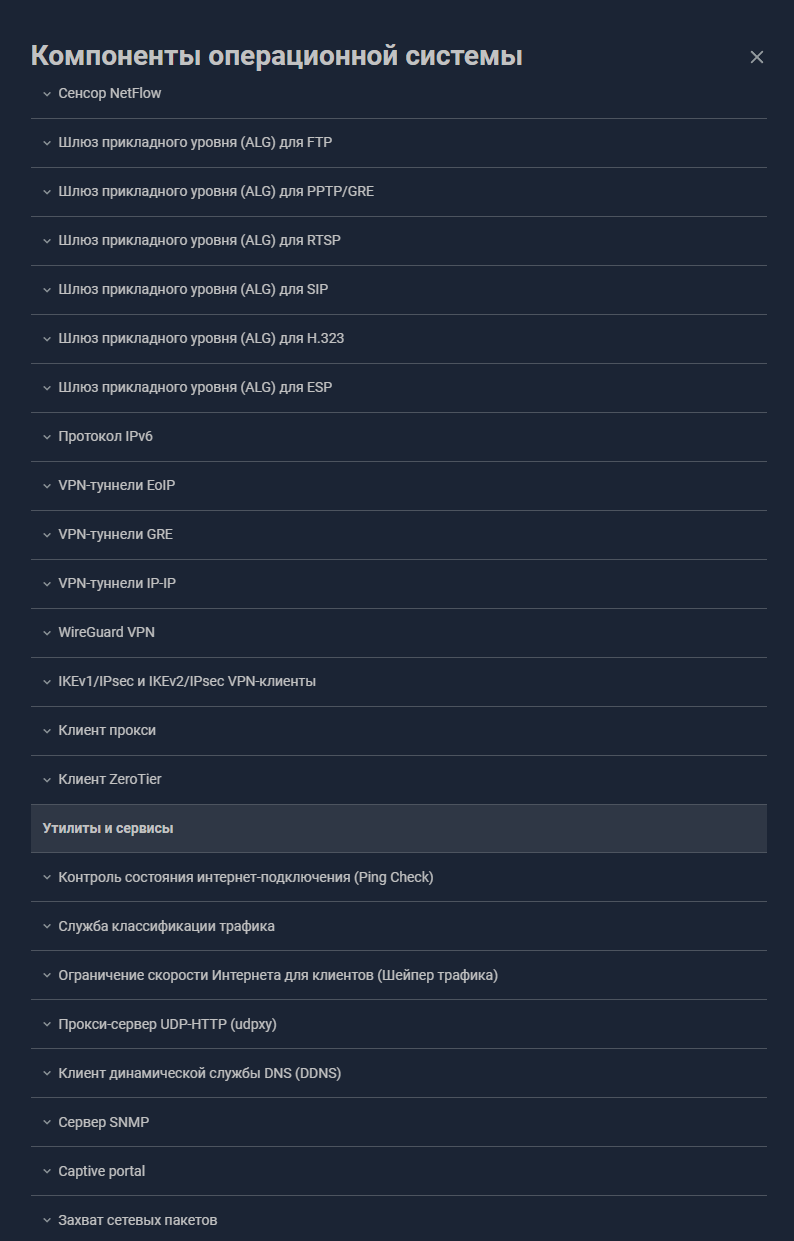 Компоненты операционной системы
Сенсор NetFlow
Шлюз прикладного уровня (ALG) для FTP
Шлюз прикладного уровня (ALG) для PPTP/GRE
Шлюз прикладного уровня (ALG) для RTSP
Шлюз прикладного уровня (ALG) для SIP
Шлюз прикладного уровня (ALG) для H.323
Шлюз прикладного уровня (ALG) для ESP
Протокол IPv6
VPN-туннели EoIP
VPN-туннели GRE
VPN-туннели IP-IP
WireGuard VPN
IKEv1/IPsec и IKEv2/IPsec VPN-клиенты
Клиент прокси
Клиент ZeroTier
Утилиты и сервисы
Контроль состояния интернет-подключения (Ping Check)
Служба классификации трафика
Ограничение скорости Интернета для клиентов (Шейпер трафика)
Прокси-сервер UDP-HTTP (udpxy)
Клиент динамической службы DNS (DDNS)
Сервер SNMP
Captive portal
Захват сетевых пакетов